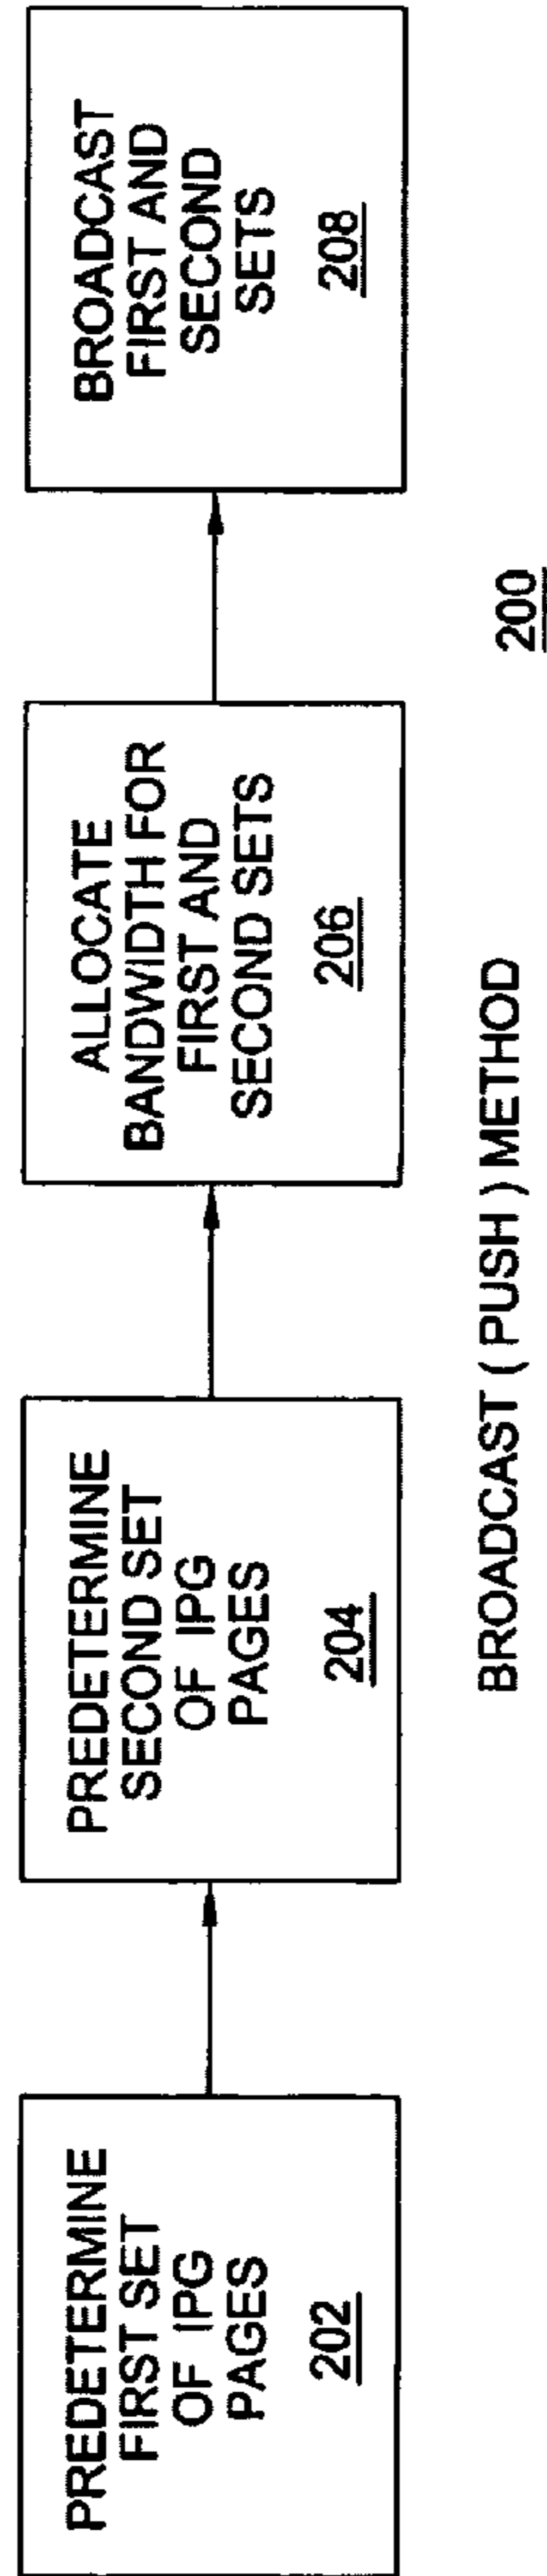 PREDETERMINE
FIRST SET
OF IPG
PAGES
202
PREDETERMINE
SECOND SET
OF IPG
PAGES
204
ALLOCATE
BANDWIDTH FOR
FIRST AND
SECOND SETS
206
BROADCAST
FIRST AND
SECOND
SETS
208
200
BROADCAST ( PUSH ) METHOD